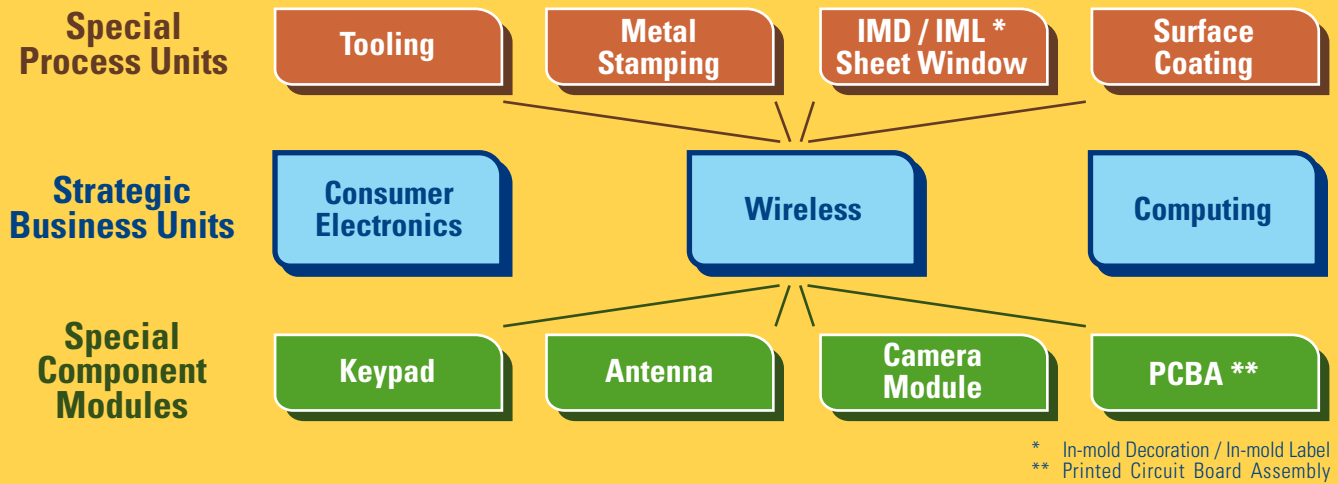 Special
Process Units
Tooling
Metal
Stamping
IMD / IML *
Sheet Window
Surface
Coating
Strategic
Business Units
Consumer
Electronics
Wireless
Computing
Special
Component
Modules
Keypad
Antenna
Camera
Module
PCBA **
* In-mold Decoration / In-mold Label
** Printed Circuit Board Assembly